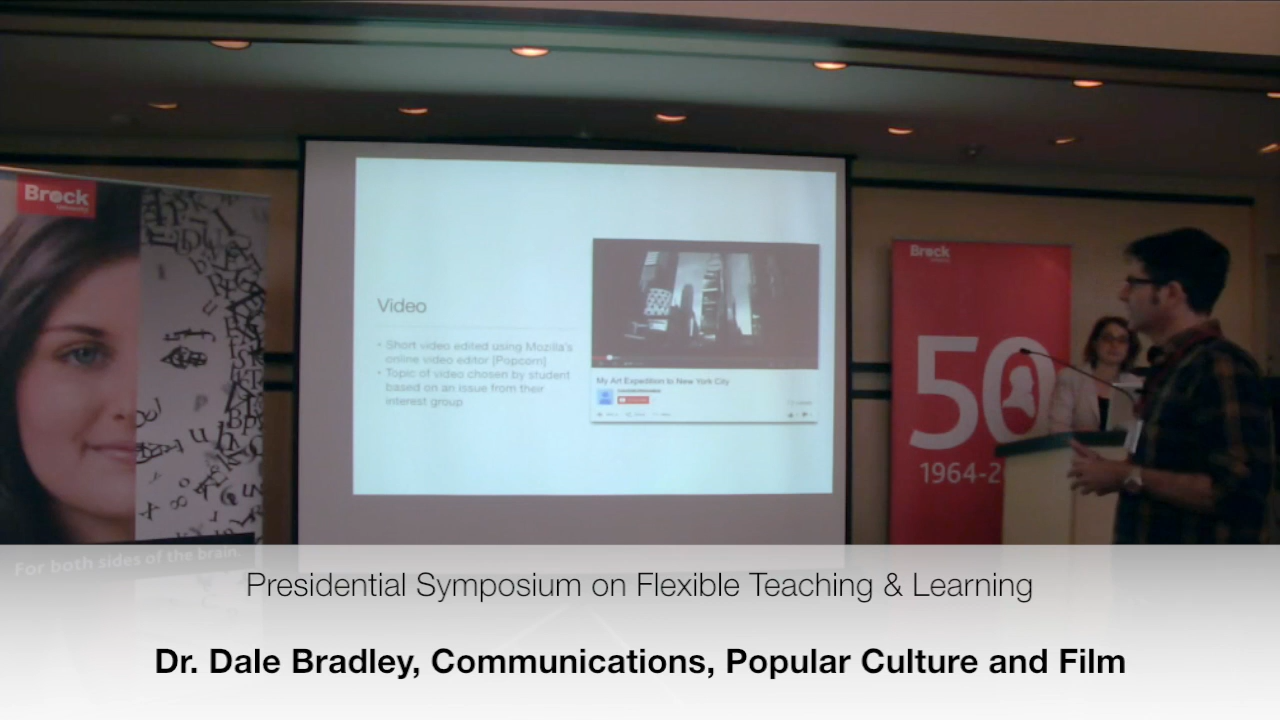 Brock
University
For both sides of the brain.
Video
• Short video edited using Mozilla's
online video editor [Popcorn]
• Topic of video chosen by student
based on an issue from their
interest group
My Art Expedition to New York City
Brock
University
50
1964-2
Presidential Symposium on Flexible Teaching & Learning
Dr. Dale Bradley, Communications, Popular Culture and Film